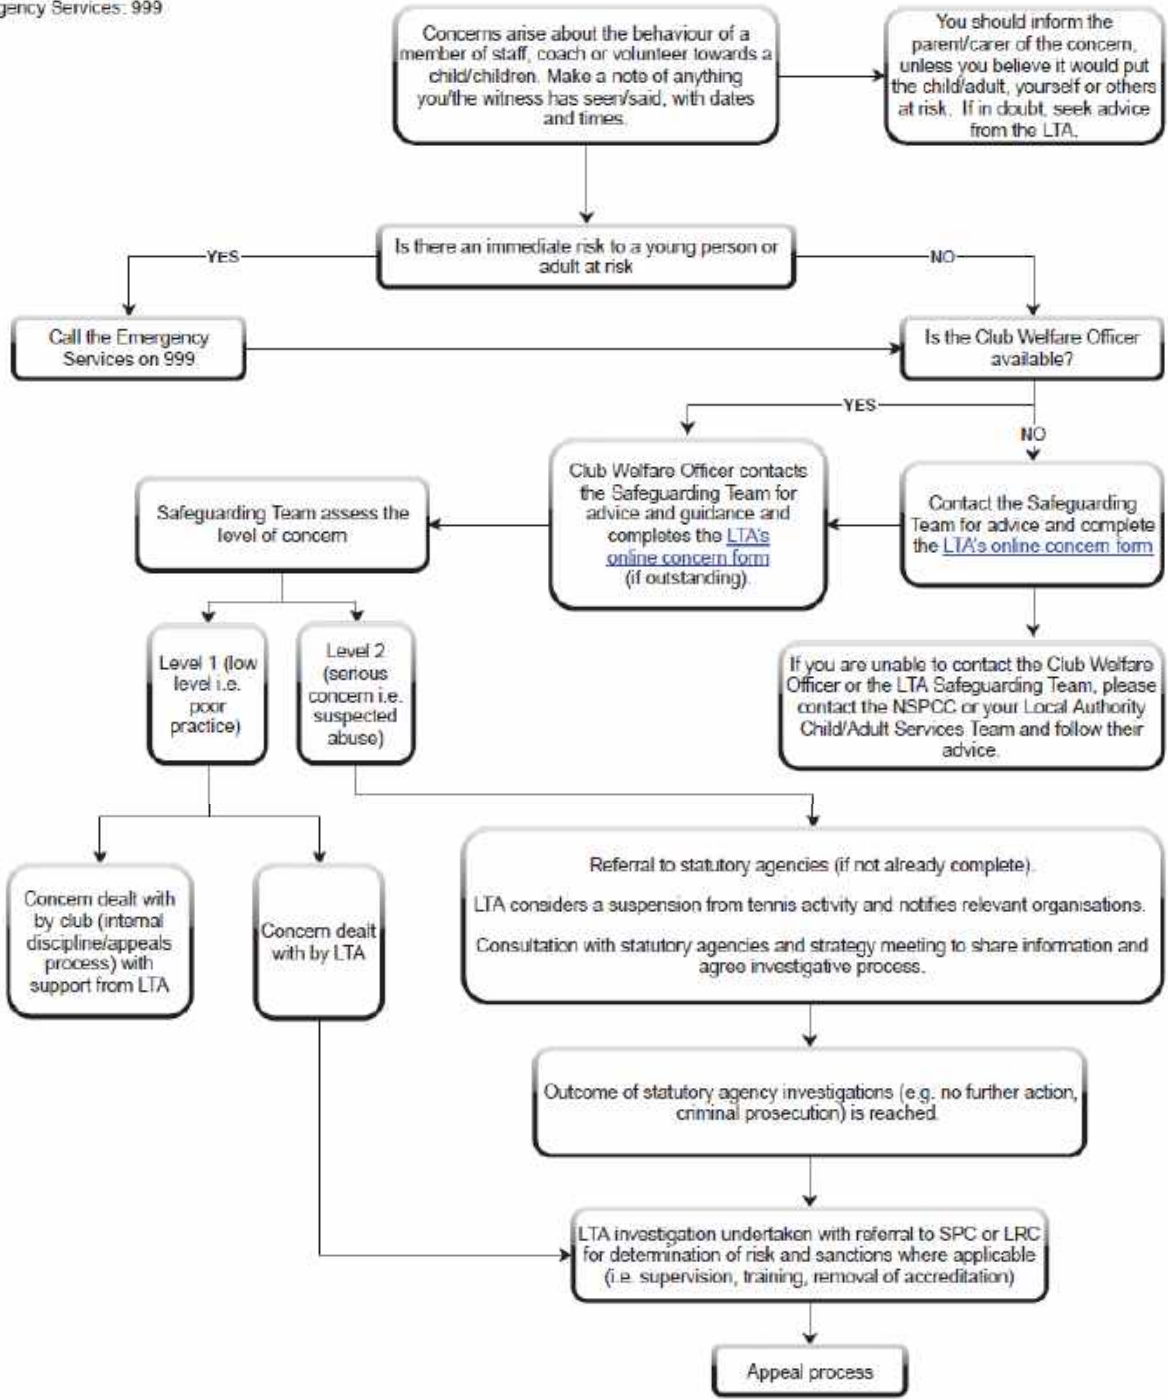 gency Services: 999
Concerns arise about the behaviour of a
member of staff, coach or volunteer towards a
child/children. Make a note of anything
you/the witness has seen/said, with dates
and times.
You should inform the
parent/carer of the concern,
unless you believe it would put
the child/adult, yourself or others
at risk. If in doubt, seek advice
from the LTA.
Is there an immediate risk to a young person or
adult at risk
YES
NO
Call the Emergency
Services on 999
Is the Club Welfare Officer
available?
YES
NO
Club Welfare Officer contacts
the Safeguarding Team for
advice and guidance and
completes the LTA's
online concern form
(if outstanding).
Contact the Safeguarding
Team for advice and complete
the LTA's online concern form
Safeguarding Team assess the
level of concern
Level 1 (low
level i.e.
poor
practice)
Level 2
(serious
concern i.e.
suspected
abuse)
If you are unable to contact the Club Welfare
Officer or the LTA Safeguarding Team, please
contact the NSPCC or your Local Authority
Child/Adult Services Team and follow their
advice.
Concern dealt with
by club (internal
discipline/appeals
process) with
support from LTA
Concern dealt
with by LTA
Referral to statutory agencies (if not already complete).
LTA considers a suspension from tennis activity and notifies relevant organisations.
Consultation with statutory agencies and strategy meeting to share information and
agree investigative process.
Outcome of statutory agency investigations (e.g. no further action,
criminal prosecution) is reached.
LTA investigation undertaken with referral to SPC or LRC
for determination of risk and sanctions where applicable
(i.e. supervision, training, removal of accreditation)
Appeal process